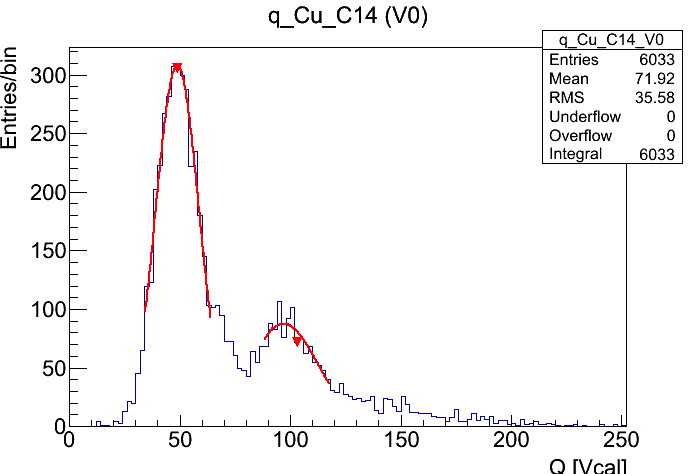 q_Cu_C14 (V0)
q_Cu_C14_V0
Entries 6033
Mean 71.92
RMS 35.58
Underflow 0
Overflow 0
Integral 6033
Entries/bin
300
250
200
150
100
50
0
0 50 100 150 200 250
Q [Vcal]